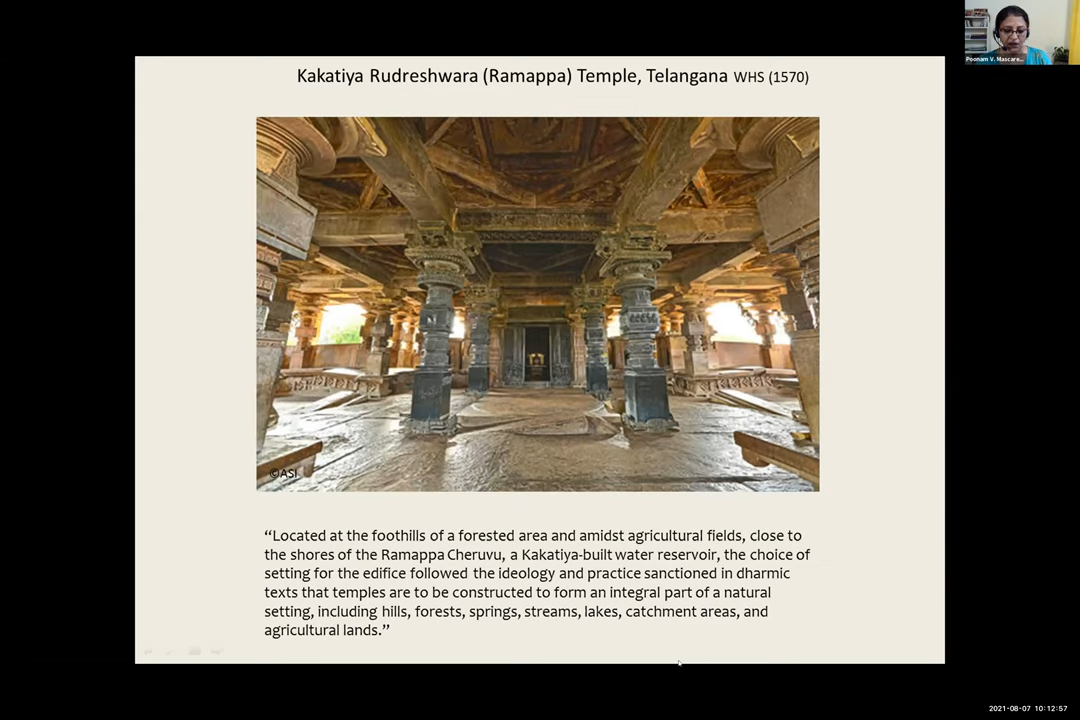 Kakatiya Rudreshwara (Ramappa) Temple, Telangana WHS (1570)
Poonam V. Mascare...
©ASI
“Located at the foothills of a forested area and amidst agricultural fields, close to
the shores of the Ramappa Cheruvu, a Kakatiya-built water reservoir, the choice of
setting for the edifice followed the ideology and practice sanctioned in dharmic
texts that temples are to be constructed to form an integral part of a natural
setting, including hills, forests, springs, streams, lakes, catchment areas, and
agricultural lands.”
2021-08-07 10:12:57